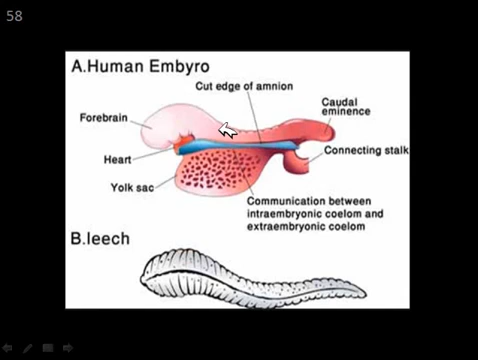 58
A.Human Embyro
Cut edge of amnion
Caudal
eminence
Forebrain
Connecting stalk
Heart
Yolk sac
Communication between
intraembryonic coelom and
extraembryonic coelom
B.leech